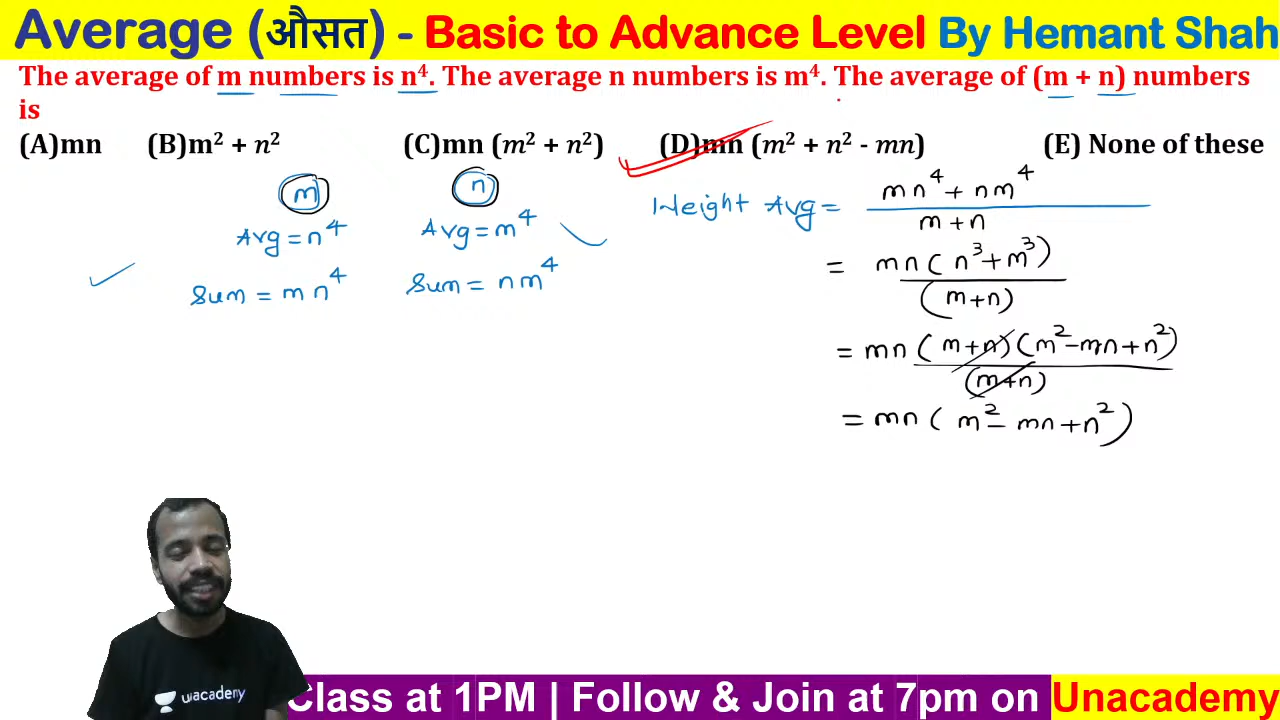 Average (औसत) - Basic to Advance Level By Hemant Shah
The average of m numbers is n⁴. The average n numbers is m⁴. The average of (m + n) numbers
is
(A)mn (B)m² + n² (C)mn (m² + n²) (D)mn (m² + n² - mn) (E) None of these
m
Avg = n⁴
Sum = mn⁴
n
Avg = m⁴
Sum = nm⁴
Weight Avg = mn⁴ + nm⁴
m+n
= mn(n³+m³)
(m+n)
= mn(m+n)(m²-mn+n²)
(m+n)
= mn(m²- mn+n²)
unacademy
Class at 1PM | Follow & Join at 7pm on Unacademy